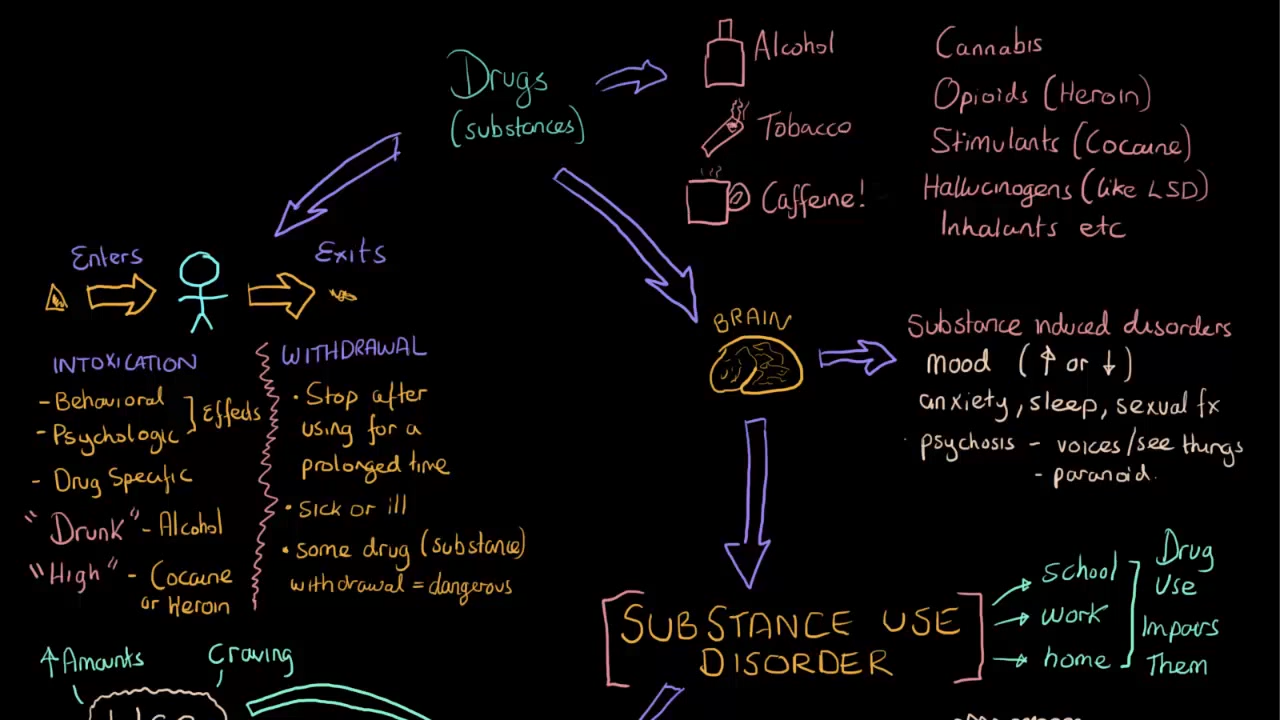 Drugs
(substances)
Alcohol
Tobacco
Caffeine!
Cannabis
Opioids (Heroin)
Stimulants (Cocaine)
Hallucinogens (like LSD)
Inhalants etc
Enters
Exits
INTOXICATION
- Behavioral
- Psychologic
Effects
- Drug Specific
"Drunk" - Alcohol
"High" - Cocaine
or Heroin
WITHDRAWAL
• Stop after
using for a
prolonged time
• Sick or ill
• Some drug (substance)
withdrawal = dangerous
BRAIN
Substance induced disorders
mood (↑ or ↓)
anxiety, sleep, sexual fx
psychosis - voices/see things
- paranoid.
SUBSTANCE USE
DISORDER
school
work
home
Drug
Use
Impairs
Them
↑ Amounts
Craving